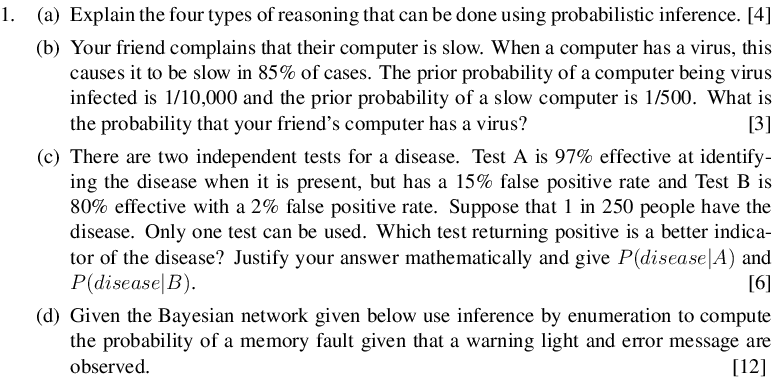 1. (a) Explain the four types of reasoning that can be done using probabilistic inference. [4]
(b) Your friend complains that their computer is slow. When a computer has a virus, this
causes it to be slow in 85% of cases. The prior probability of a computer being virus
infected is 1/10,000 and the prior probability of a slow computer is 1/500. What is
the probability that your friend's computer has a virus? [3]
(c) There are two independent tests for a disease. Test A is 97% effective at identify-
ing the disease when it is present, but has a 15% false positive rate and Test B is
80% effective with a 2% false positive rate. Suppose that 1 in 250 people have the
disease. Only one test can be used. Which test returning positive is a better indica-
tor of the disease? Justify your answer mathematically and give P(disease|A) and
P(disease|B). [6]
(d) Given the Bayesian network given below use inference by enumeration to compute
the probability of a memory fault given that a warning light and error message are
observed. [12]